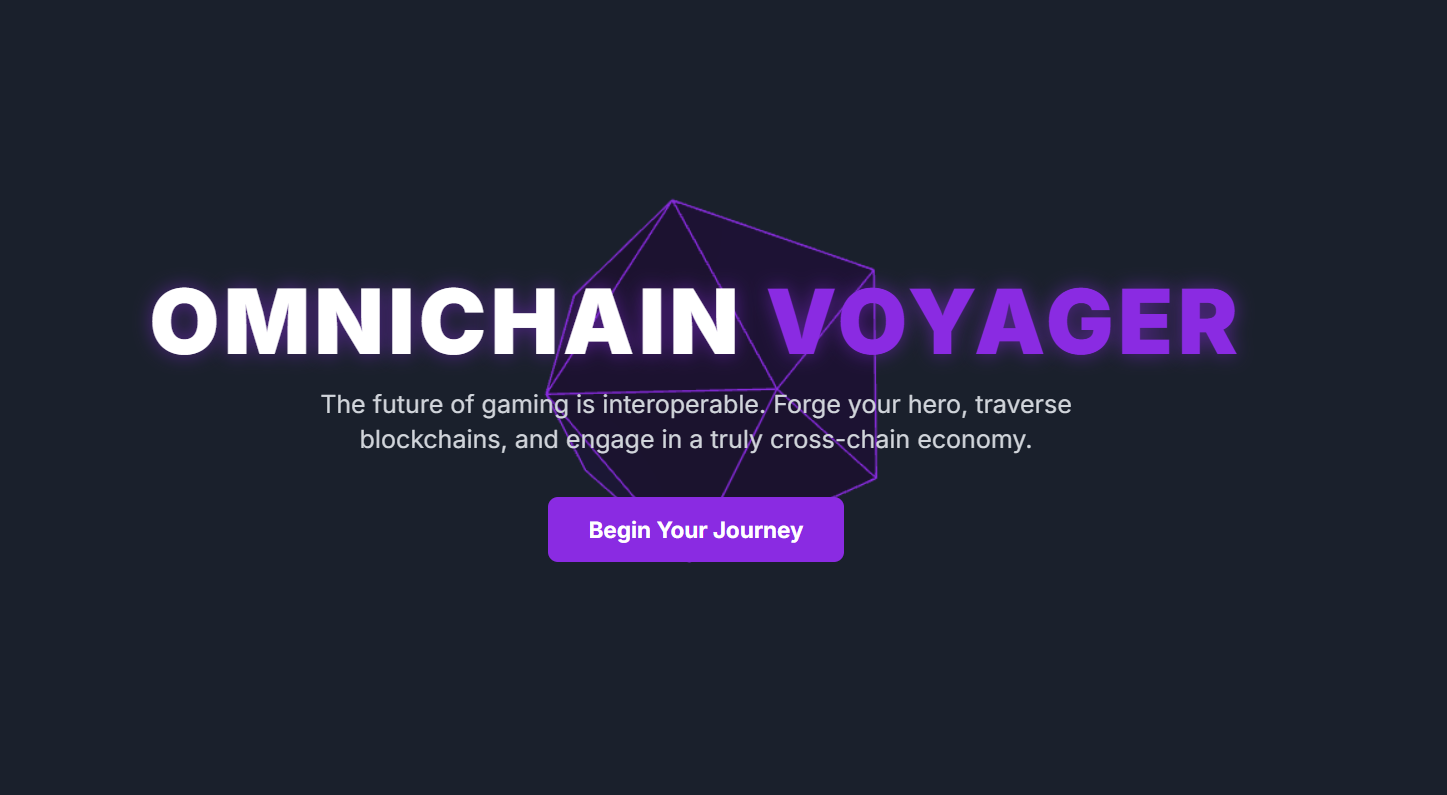 OMNICHAIN VOYAGER
The future of gaming is interoperable. Forge your hero, traverse
blockchains, and engage in a truly cross-chain economy.
Begin Your Journey